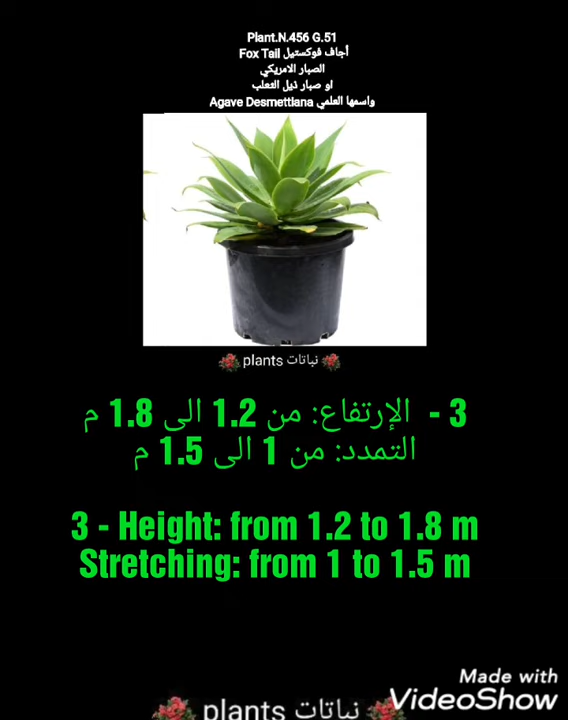 Plant.N.456 G.51
أجاف فوكستيل Fox Tail
الصبار الامريكي
او صبار ذيل الثعلب
واسمها العلمي Agave Desmettiana
نباتات plants
3 - الإرتفاع: من 1.2 الى 1.8 م
التمدد: من 1 الى 1.5 م
3 - Height: from 1.2 to 1.8 m
Stretching: from 1 to 1.5 m
Made with
VideoShow
نباتات plants